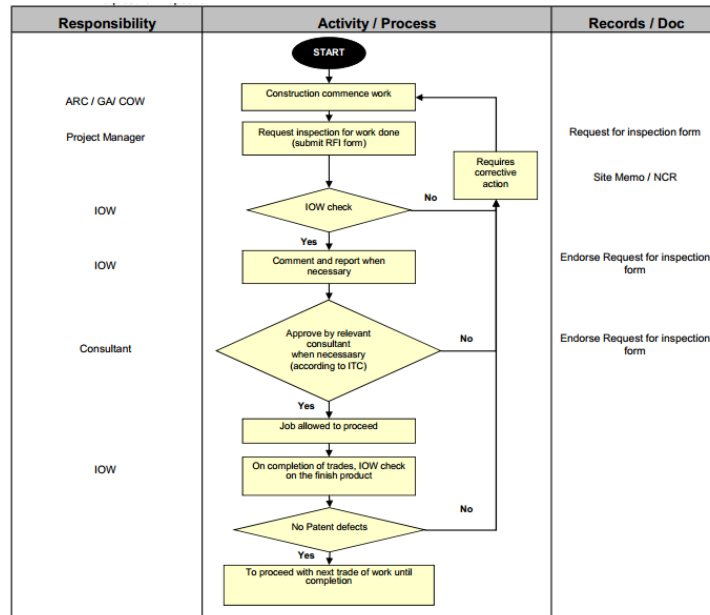 Responsibility
Activity / Process
Records / Doc
START
Construction commence work
ARC / GA/ COW
Project Manager
Request inspection for work done
(submit RFI form)
Request for inspection form
Requires
corrective
action
Site Memo / NCR
IOW
IOW check
No
Yes
IOW
Comment and report when
necessary
Endorse Request for inspection
form
Consultant
Approve by relevant
consultant
when necessasry
(according to ITC)
No
Endorse Request for inspection
form
Yes
Job allowed to proceed
IOW
On completion of trades, IOW check
on the finish product
No
No Patent defects
Yes
To proceed with next trade of work until
completion